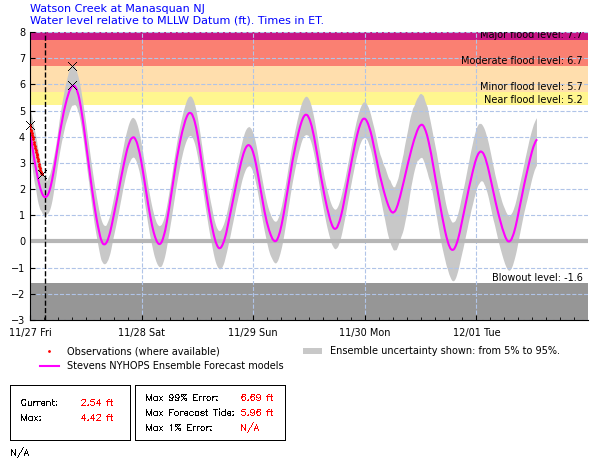 Watson Creek at Manasquan NJ
Water level relative to MLLW Datum (ft). Times in ET.
8
Major flood level: 7.7
7
Moderate flood level: 6.7
6
Minor flood level: 5.7
Near flood level: 5.2
5
4
3
2
1
0
−1
Blowout level: -1.6
−2
−3
11/27 Fri 11/28 Sat 11/29 Sun 11/30 Mon 12/01 Tue
Observations (where available) Ensemble uncertainty shown: from 5% to 95%.
Stevens NYHOPS Ensemble Forecast models
Current: 2.54 ft
Max: 4.42 ft
Max 99% Error: 6.69 ft
Max Forecast Tide: 5.96 ft
Max 1% Error: N/A
N/A